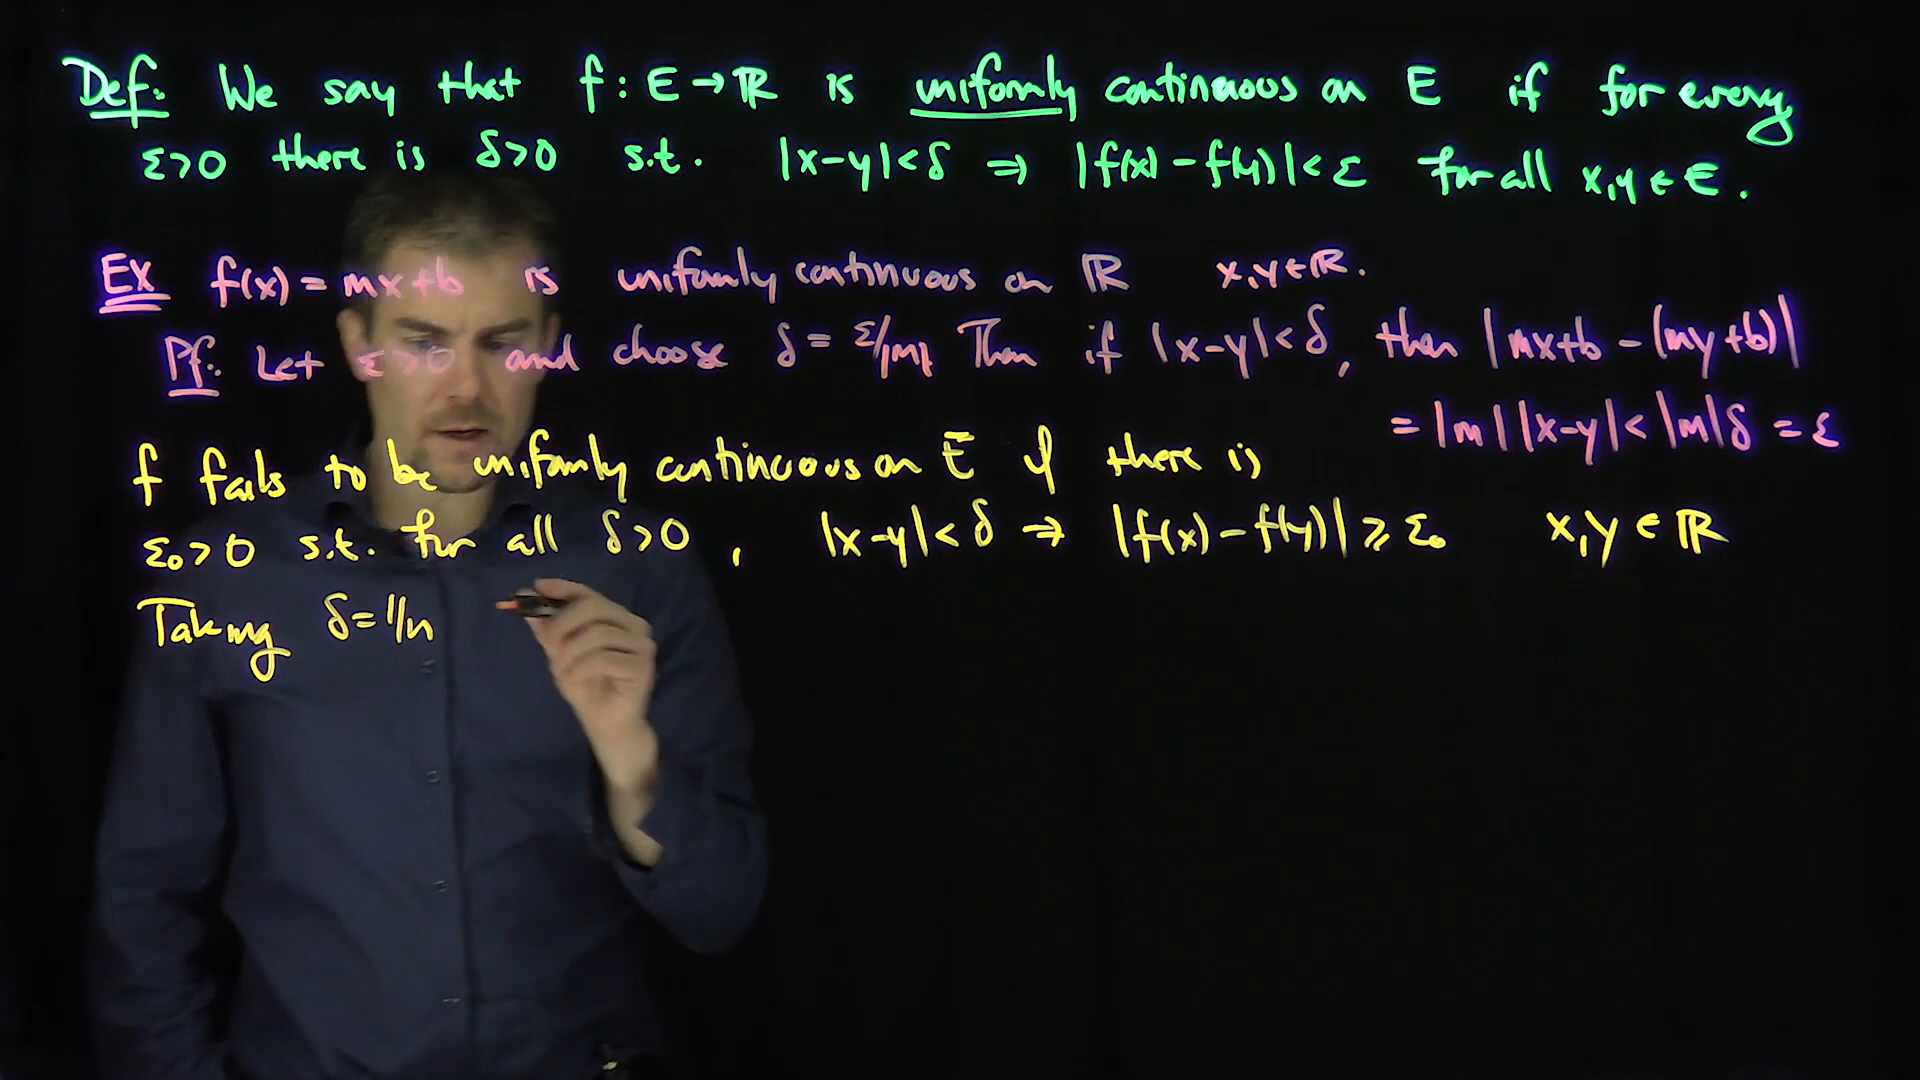 Def: We say that f : E → ℝ is uniformly continuous on E if for every
ε>0 there is δ>0 s.t. |x-y|<δ ⇒ |f(x) - f(y)|< ε for all x,y ∈ E.
Ex f(x) = mx+b is uniformly continuous on ℝ x,y ∈ ℝ.
Pf: Let ε>0 and choose δ = ε/|m|. Then if |x-y|<δ, then |mx+b - (my+b)|
= |m||x-y|< |m|δ = ε
f fails to be uniformly continuous on E if there is
ε₀>0 s.t. for all δ>0, |x-y|< δ ⇒ |f(x) - f(y)| ≥ ε₀ x,y ∈ ℝ
Taking δ=1/n